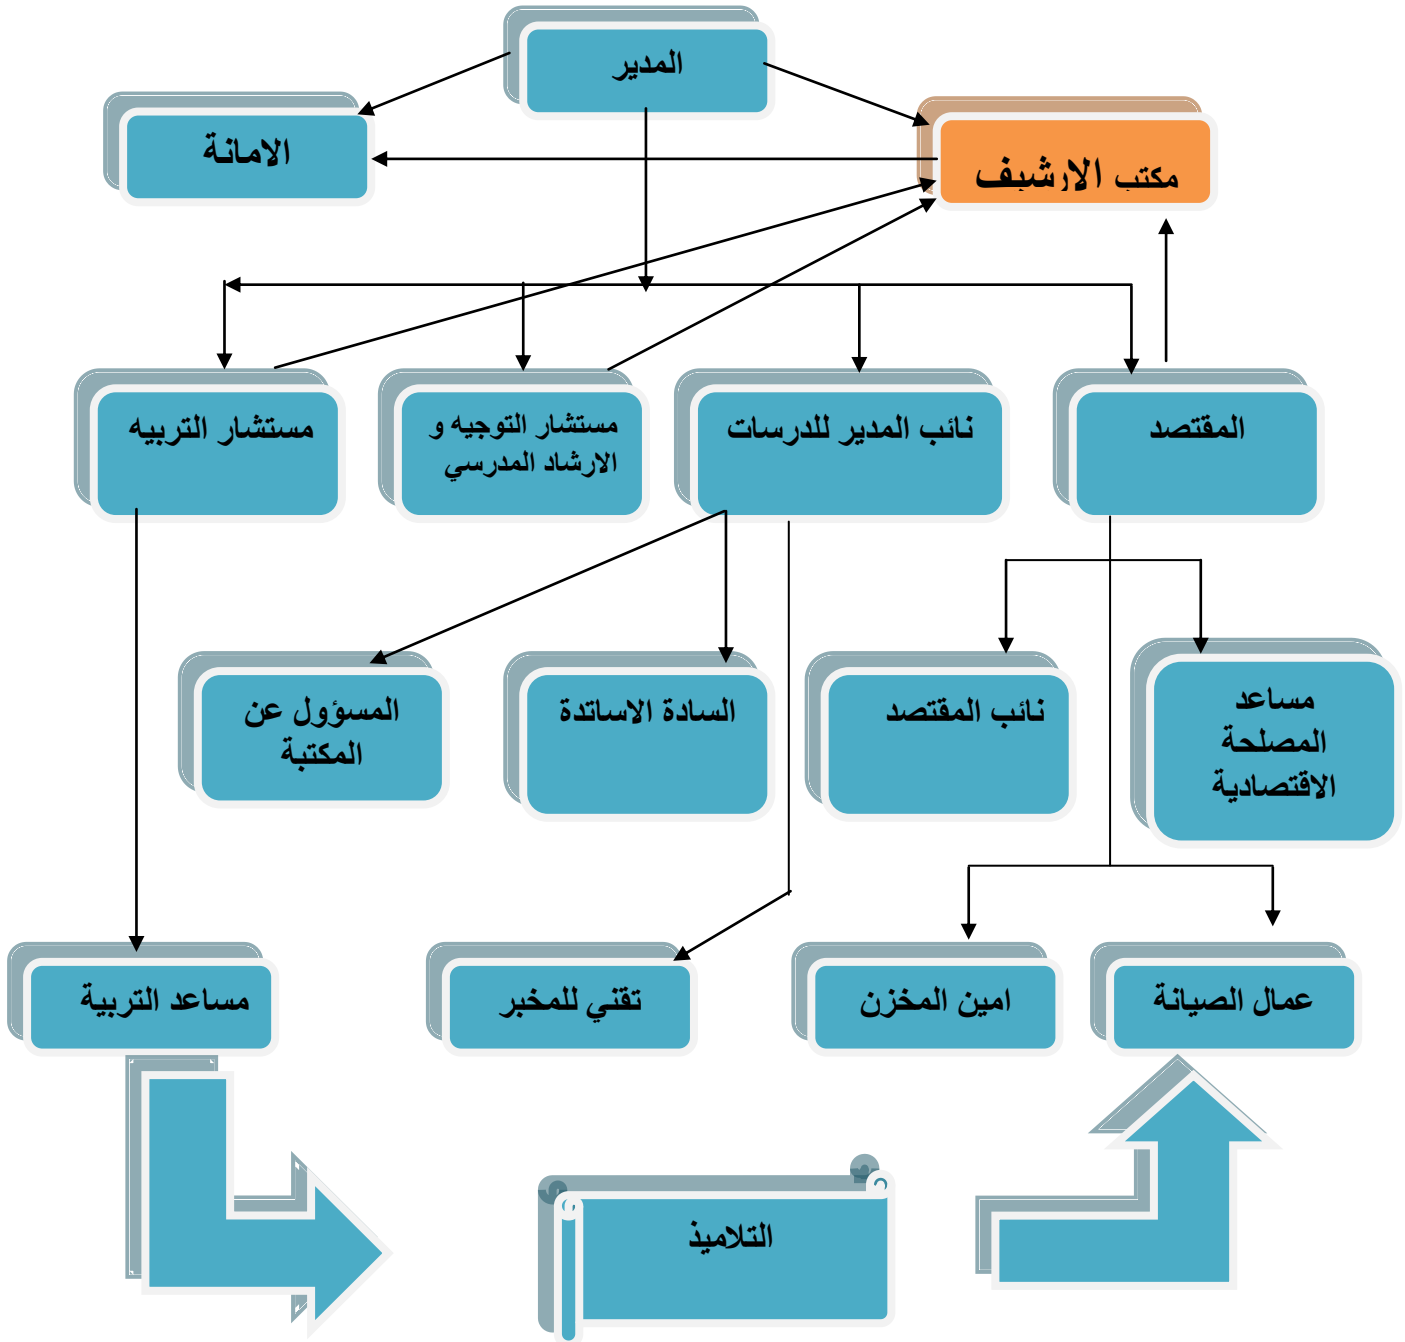 المدير
الامانة
مكتب الارشيف
المقتصد
نائب المدير للدرسات
مستشار التوجيه و
الارشاد المدرسي
مستشار التربيه
مساعد
المصلحة
الاقتصادية
نائب المقتصد
السادة الاساتدة
المسؤول عن
المكتبة
عمال الصيانة
امين المخزن
تقني للمخبر
مساعد التربية
التلاميذ